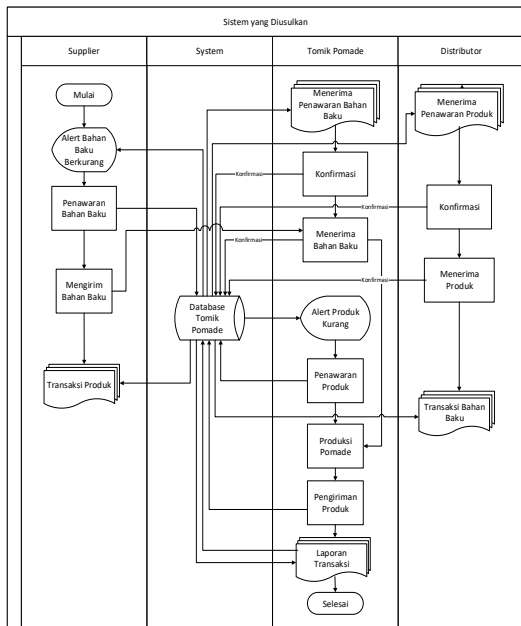 Sistem yang Diusulkan
Supplier
System
Tomik Pomade
Distributor
Mulai
Alert Bahan
Baku
Berkurang
Penawaran
Bahan Baku
Mengirim
Bahan Baku
Transaksi Produk
Database
Tomik
Pomade
Menerima
Penawaran Bahan
Baku
Konfirmasi
Konfirmasi
Menerima
Bahan Baku
Konfirmasi
Alert Produk
Kurang
Penawaran
Produk
Produksi
Pomade
Pengiriman
Produk
Laporan
Transaksi
Selesai
Menerima
Penawaran Produk
Konfirmasi
Konfirmasi
Menerima
Produk
Konfirmasi
Transaksi Bahan
Baku